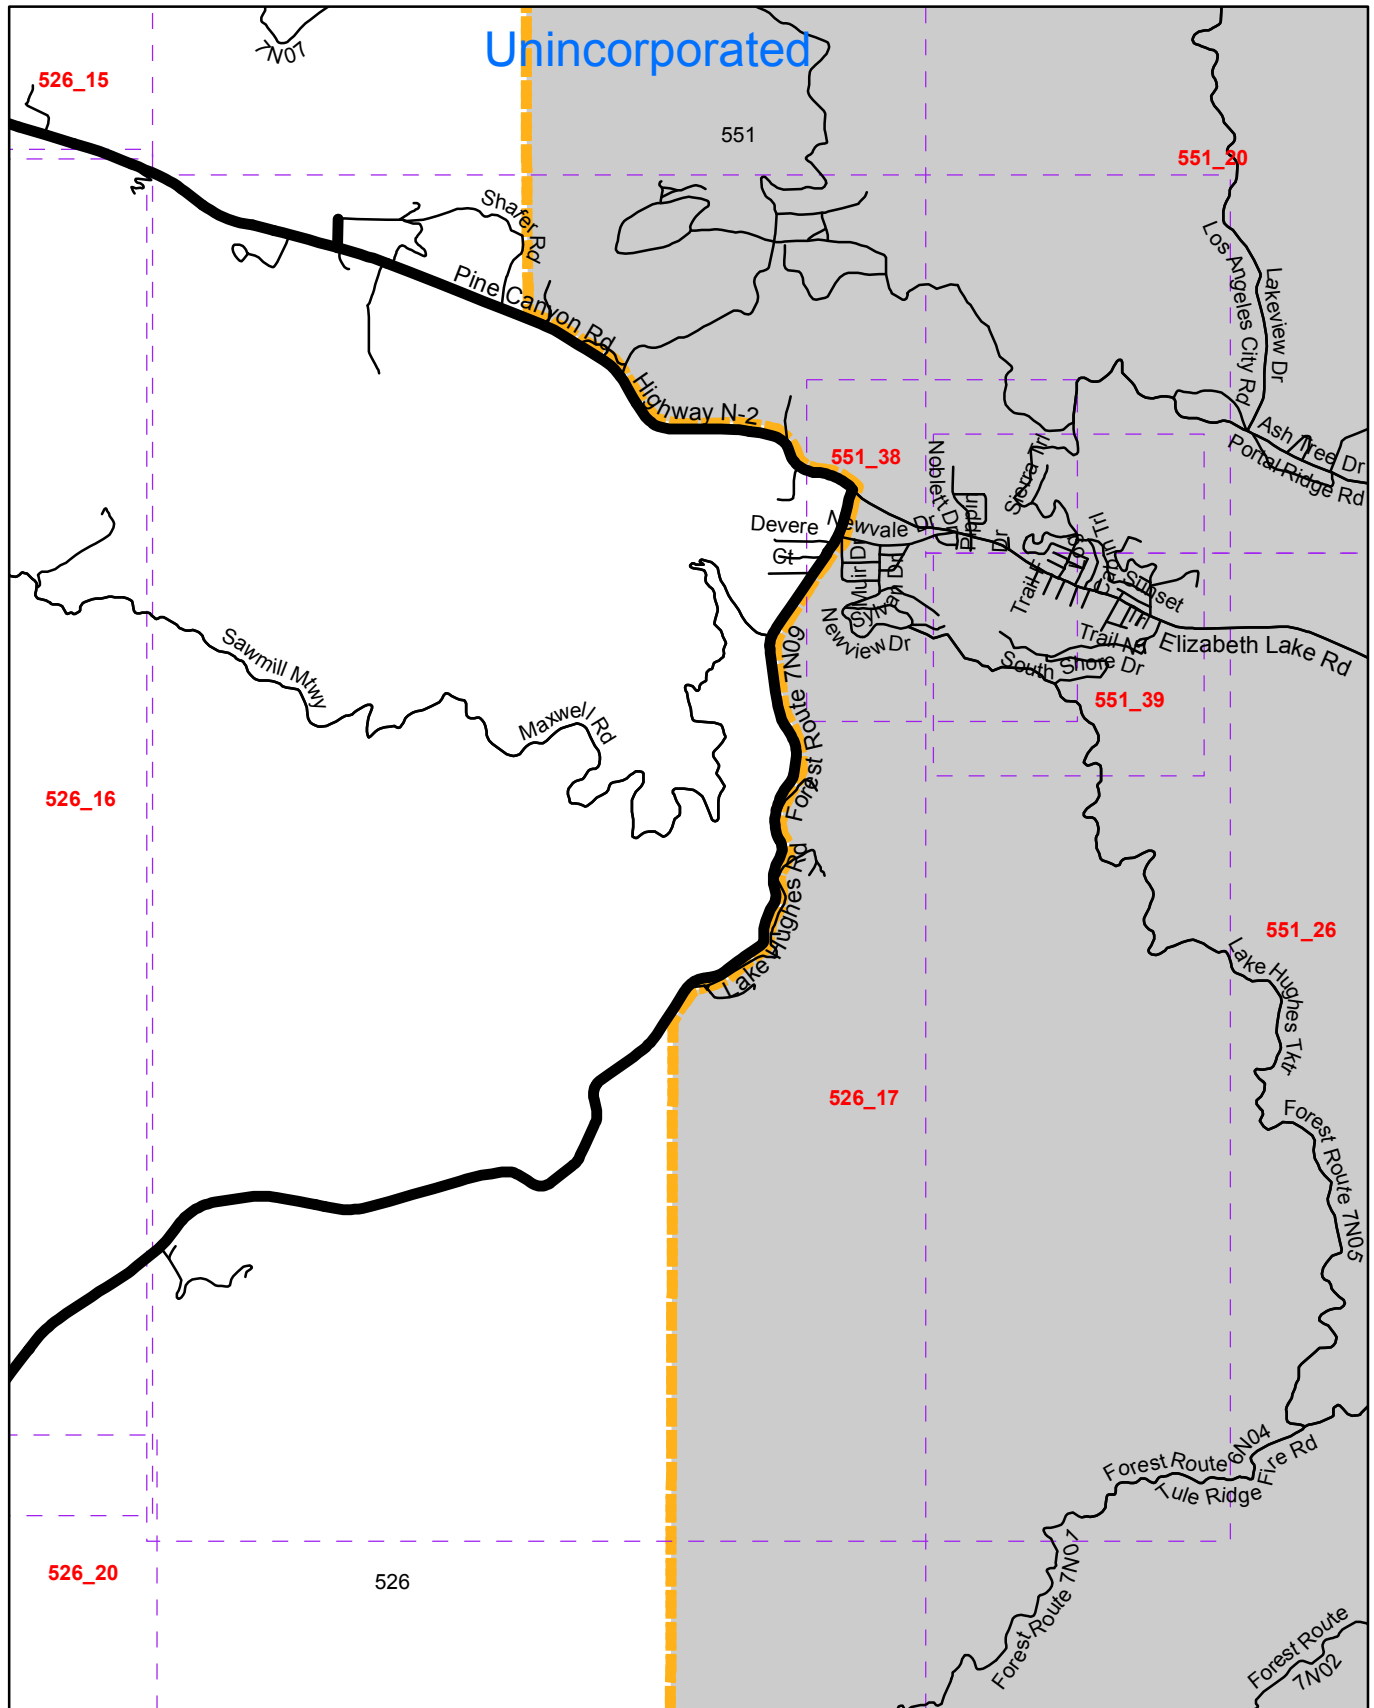 Unincorporated
7N07
526_15
551
551_20
Shafer Rd
Los Angeles City Rd
Lakeview Dr
Pine Canyon Rd
Highway N-2
Ash Tree Dr
Portal Ridge Rd
551_38
Noblett Dr
Sierra Trl
Devere
Ct
Newvale Dr
Muir Dr
Sylvan Dr
Newview Dr
Dr
Sunset
Elizabeth Lake Rd
South Shore Dr
551_39
Sawmill Mtwy
Maxwell Rd
Forest Route 7N09
526_16
Lake Hughes Rd
551_26
Lake Hughes Tktr
526_17
Forest Route 7N05
Forest Route 6N04
Tule Ridge Fire Rd
Forest Route 7N01
526_20
526
Forest Route
7N02